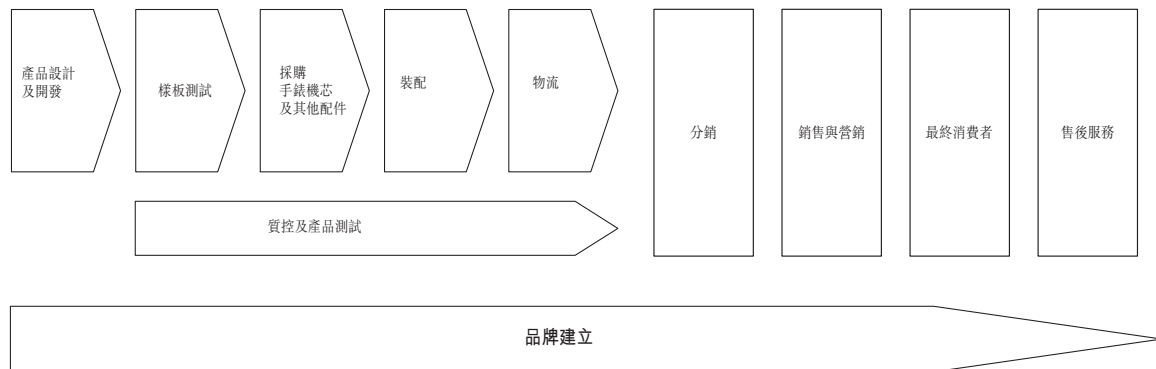 產品設計
及開發
樣板測試
採購
手錶機芯
及其他配件
裝配
物流
分銷
銷售與營銷
最終消費者
售後服務
質控及產品測試
品牌建立